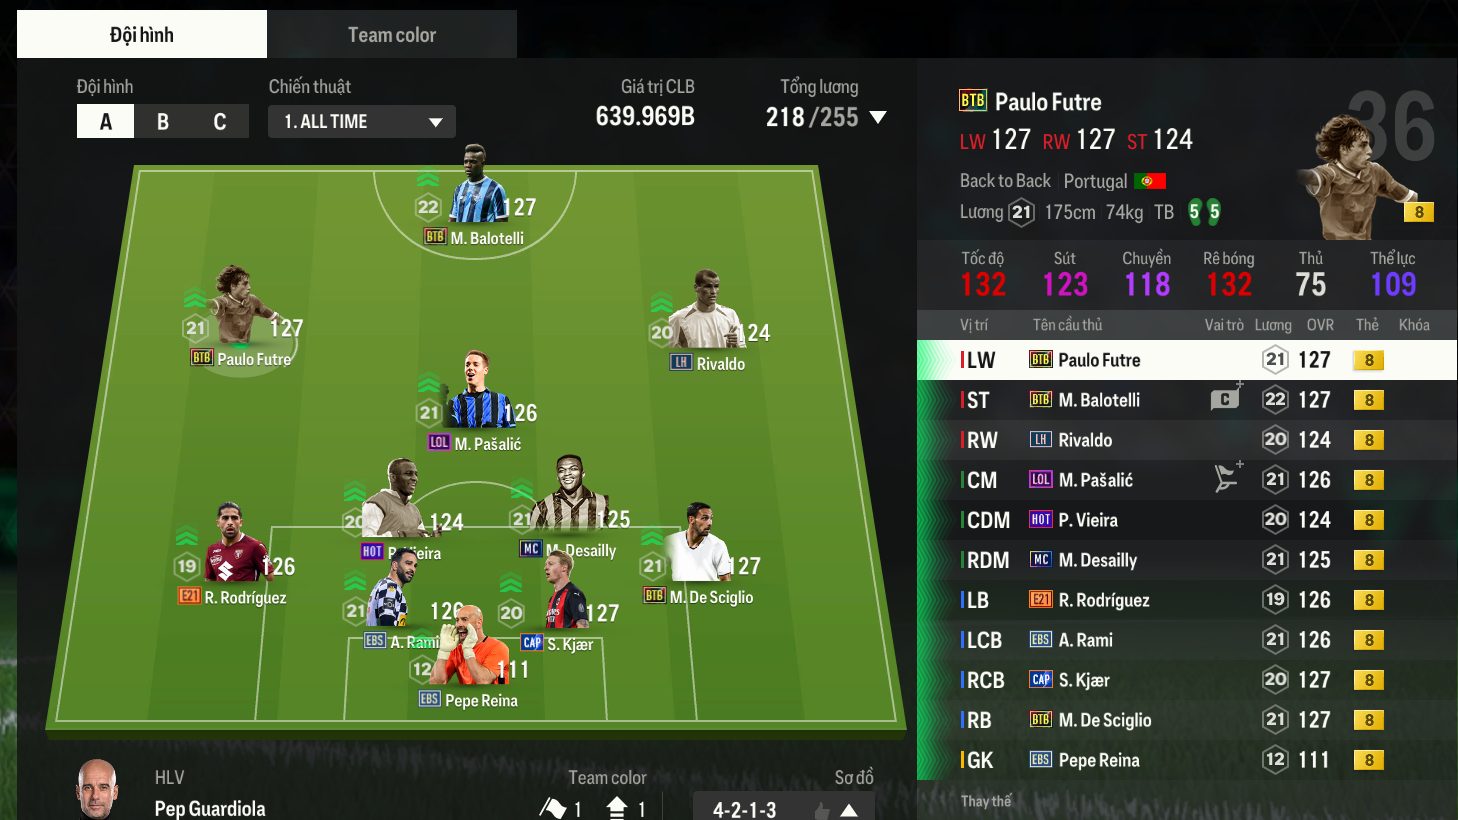 Đội hình
Team color
Đội hình
Chiến thuật
Giá trị CLB
Tổng lương
A B C
1. ALL TIME
639.969B
218 /255
22 127
BTB M. Balotelli
21 127
BTB Paulo Futre
20 124
LH Rivaldo
21 126
LOL M. Pašalić
20 124
HOT P. Vieira
21 125
MC M. Desailly
19 126
E21 R. Rodríguez
21 127
BTB M. De Sciglio
21 126
EBS A. Rami
20 127
CAP S. Kjær
12 111
EBS Pepe Reina
HLV
Pep Guardiola
Team color
1 1
Sơ đồ
4-2-1-3
36
BTB Paulo Futre
LW 127 RW 127 ST 124
Back to Back Portugal
Lương 21 175cm 74kg TB 5 5
8
Tốc độ Sút Chuyền Rê bóng Thủ Thể lực
132 123 118 132 75 109
Vị trí Tên cầu thủ Vai trò Lương OVR Thẻ Khóa
LW BTB Paulo Futre 21 127 8
ST BTB M. Balotelli C 22 127 8
RW LH Rivaldo 20 124 8
CM LOL M. Pašalić 21 126 8
CDM HOT P. Vieira 20 124 8
RDM MC M. Desailly 21 125 8
LB E21 R. Rodríguez 19 126 8
LCB EBS A. Rami 21 126 8
RCB CAP S. Kjær 20 127 8
RB BTB M. De Sciglio 21 127 8
GK EBS Pepe Reina 12 111 8
Thay thế